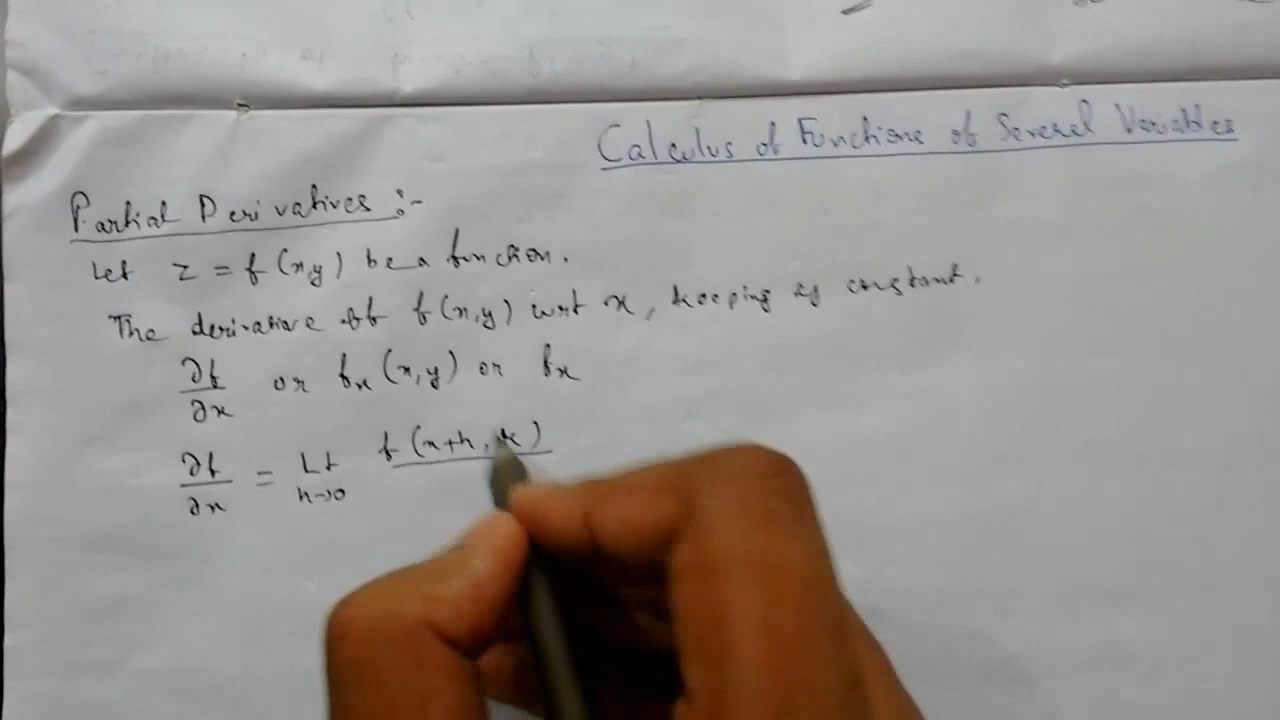 Calculus of Functions of Several Variables
Partial Derivatives :-
Let z = f(x,y) be a function.
The derivative off f(x,y) wrt x, keeping y constant.
∂f/∂x or fx(x,y) or fx
∂f/∂x = Lt h→0 f(x+h,